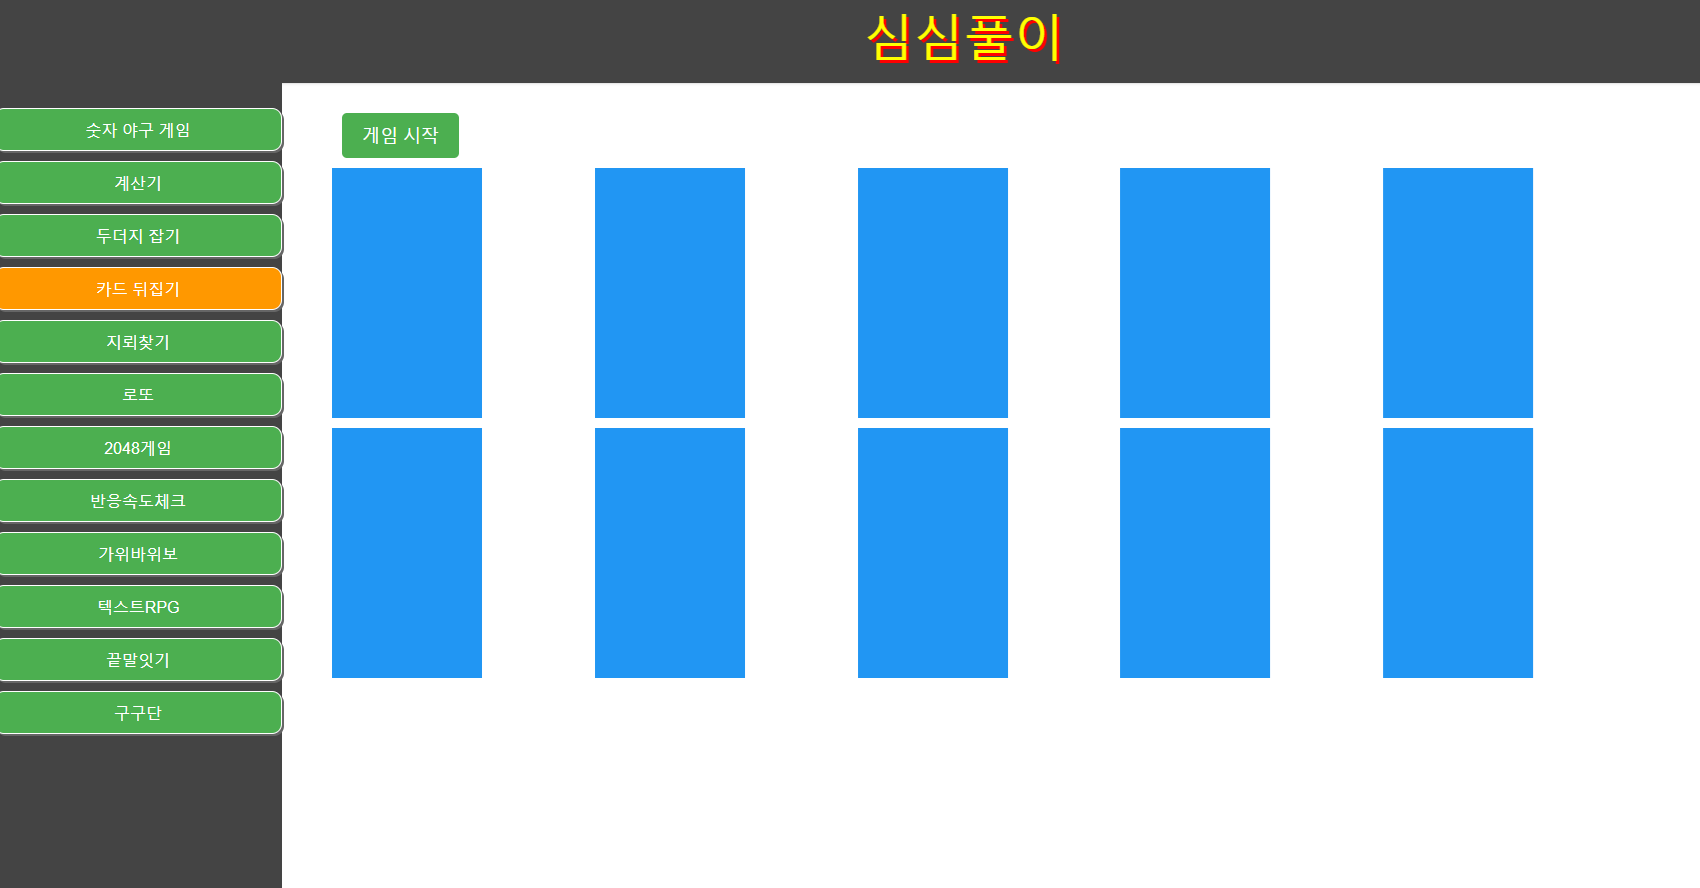 심심풀이
숫자 야구 게임
계산기
두더지 잡기
카드 뒤집기
지뢰찾기
로또
2048게임
반응속도체크
가위바위보
텍스트RPG
끝말잇기
구구단
게임 시작